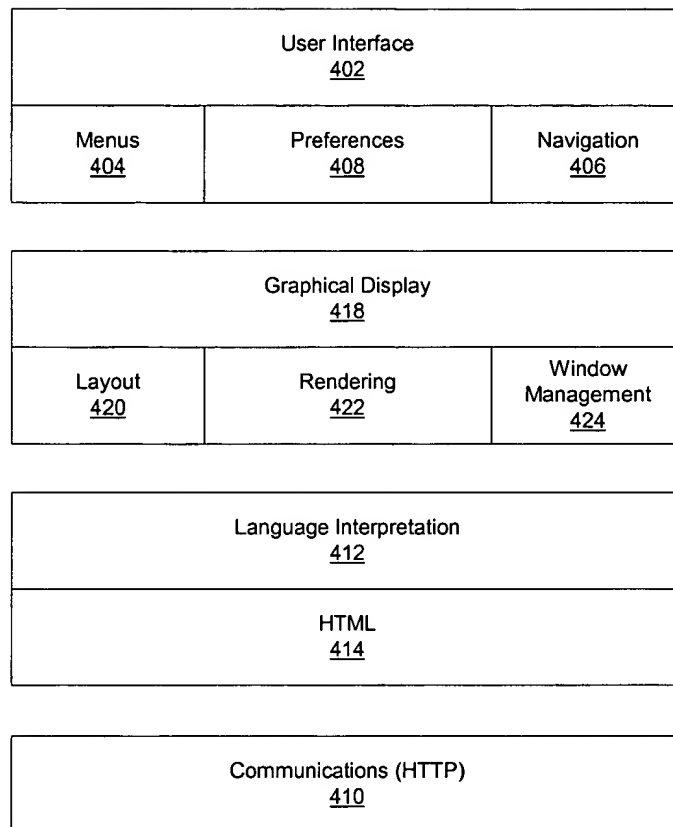 User Interface
402
Menus
404
Preferences
408
Navigation
406
Graphical Display
418
Layout
420
Rendering
422
Window
Management
424
Language Interpretation
412
HTML
414
Communications (HTTP)
410